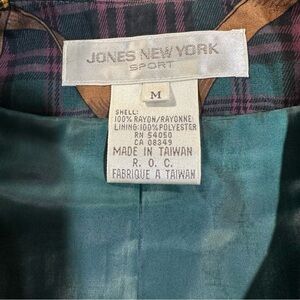 JONES NEW YORK
SPORT
M
SHELL:
100% RAYON/RAYONNE
LINING:100%POLYESTER
RN 54050
CA 08349
MADE IN TAIWAN
R. O. C.
FABRIQUE A TAIWAN